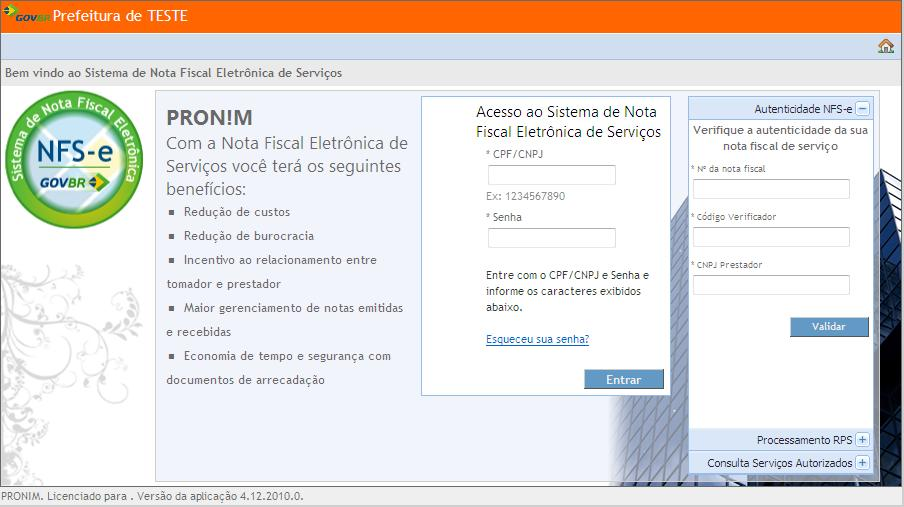 GOVBR Prefeitura de TESTE
Bem vindo ao Sistema de Nota Fiscal Eletrônica de Serviços
Sistema de Nota Fiscal Eletrônica
NFS-e
GOVBR
PRON!M
Com a Nota Fiscal Eletrônica de
Serviços você terá os seguintes
benefícios:
Redução de custos
Redução de burocracia
Incentivo ao relacionamento entre
tomador e prestador
Maior gerenciamento de notas emitidas
e recebidas
Economia de tempo e segurança com
documentos de arrecadação
Acesso ao Sistema de Nota
Fiscal Eletrônica de Serviços
* CPF/CNPJ
Ex: 1234567890
* Senha
Entre com o CPF/CNPJ e Senha e
informe os caracteres exibidos
abaixo.
Esqueceu sua senha?
Entrar
Autenticidade NFS-e
Verifique a autenticidade da sua
nota fiscal de serviço
* Nº da nota fiscal
* Código Verificador
* CNPJ Prestador
Validar
Processamento RPS
Consulta Serviços Autorizados
PRONIM. Licenciado para . Versão da aplicação 4.12.2010.0.